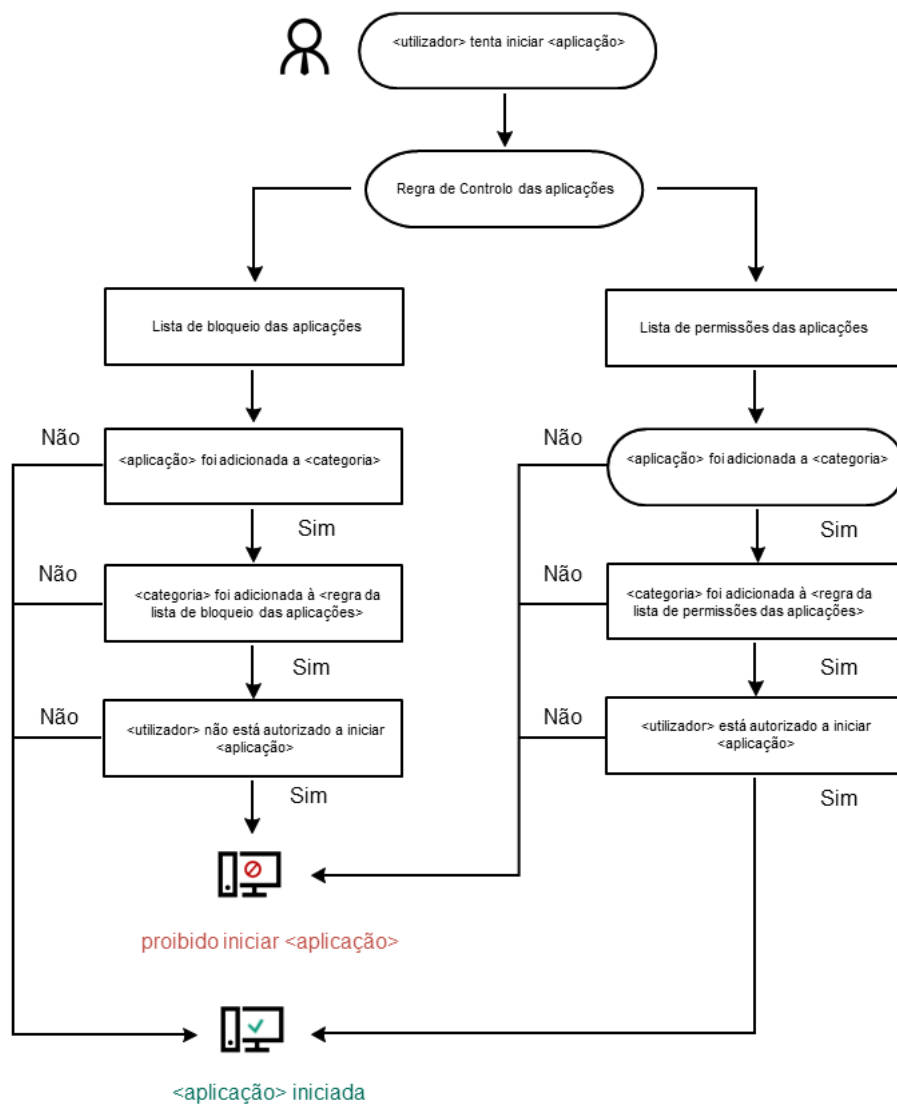 <utilizador> tenta iniciar <aplicação>
Regra de Controlo das aplicações
Lista de bloqueio das aplicações
Lista de permissões das aplicações
Não
<aplicação> foi adicionada a <categoria>
Não
<aplicação> foi adicionada a <categoria>
Sim
Sim
Não
<categoria> foi adicionada à <regra da
lista de bloqueio das aplicações>
Não
<categoria> foi adicionada à <regra da
lista de permissões das aplicações>
Sim
Sim
Não
<utilizador> não está autorizado a iniciar
<aplicação>
Não
<utilizador> está autorizado a iniciar
<aplicação>
Sim
Sim
proibido iniciar <aplicação>
<aplicação> iniciada